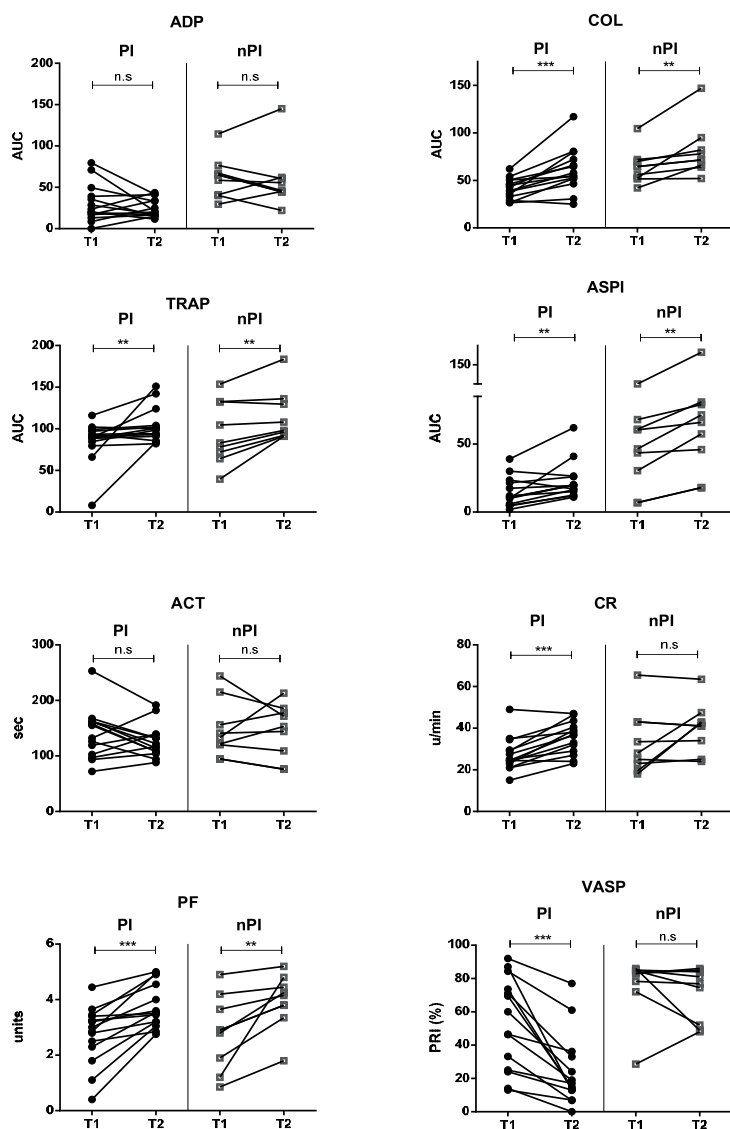 ADP
PI nPI
n.s n.s
200
150
AUC
100
50
0
T1 T2 T1 T2
COL
PI nPI
*** **
150
AUC
100
50
0
T1 T2 T1 T2
TRAP
PI nPI
** **
200
150
AUC
100
50
0
T1 T2 T1 T2
ASPI
PI nPI
** **
150
AUC
50
0
T1 T2 T1 T2
ACT
PI nPI
n.s n.s
300
200
sec
100
0
T1 T2 T1 T2
CR
PI nPI
*** n.s
80
60
u/min
40
20
0
T1 T2 T1 T2
PF
PI nPI
*** **
6
4
units
2
0
T1 T2 T1 T2
VASP
PI nPI
*** n.s
100
80
60
PRI (%)
40
20
0
T1 T2 T1 T2